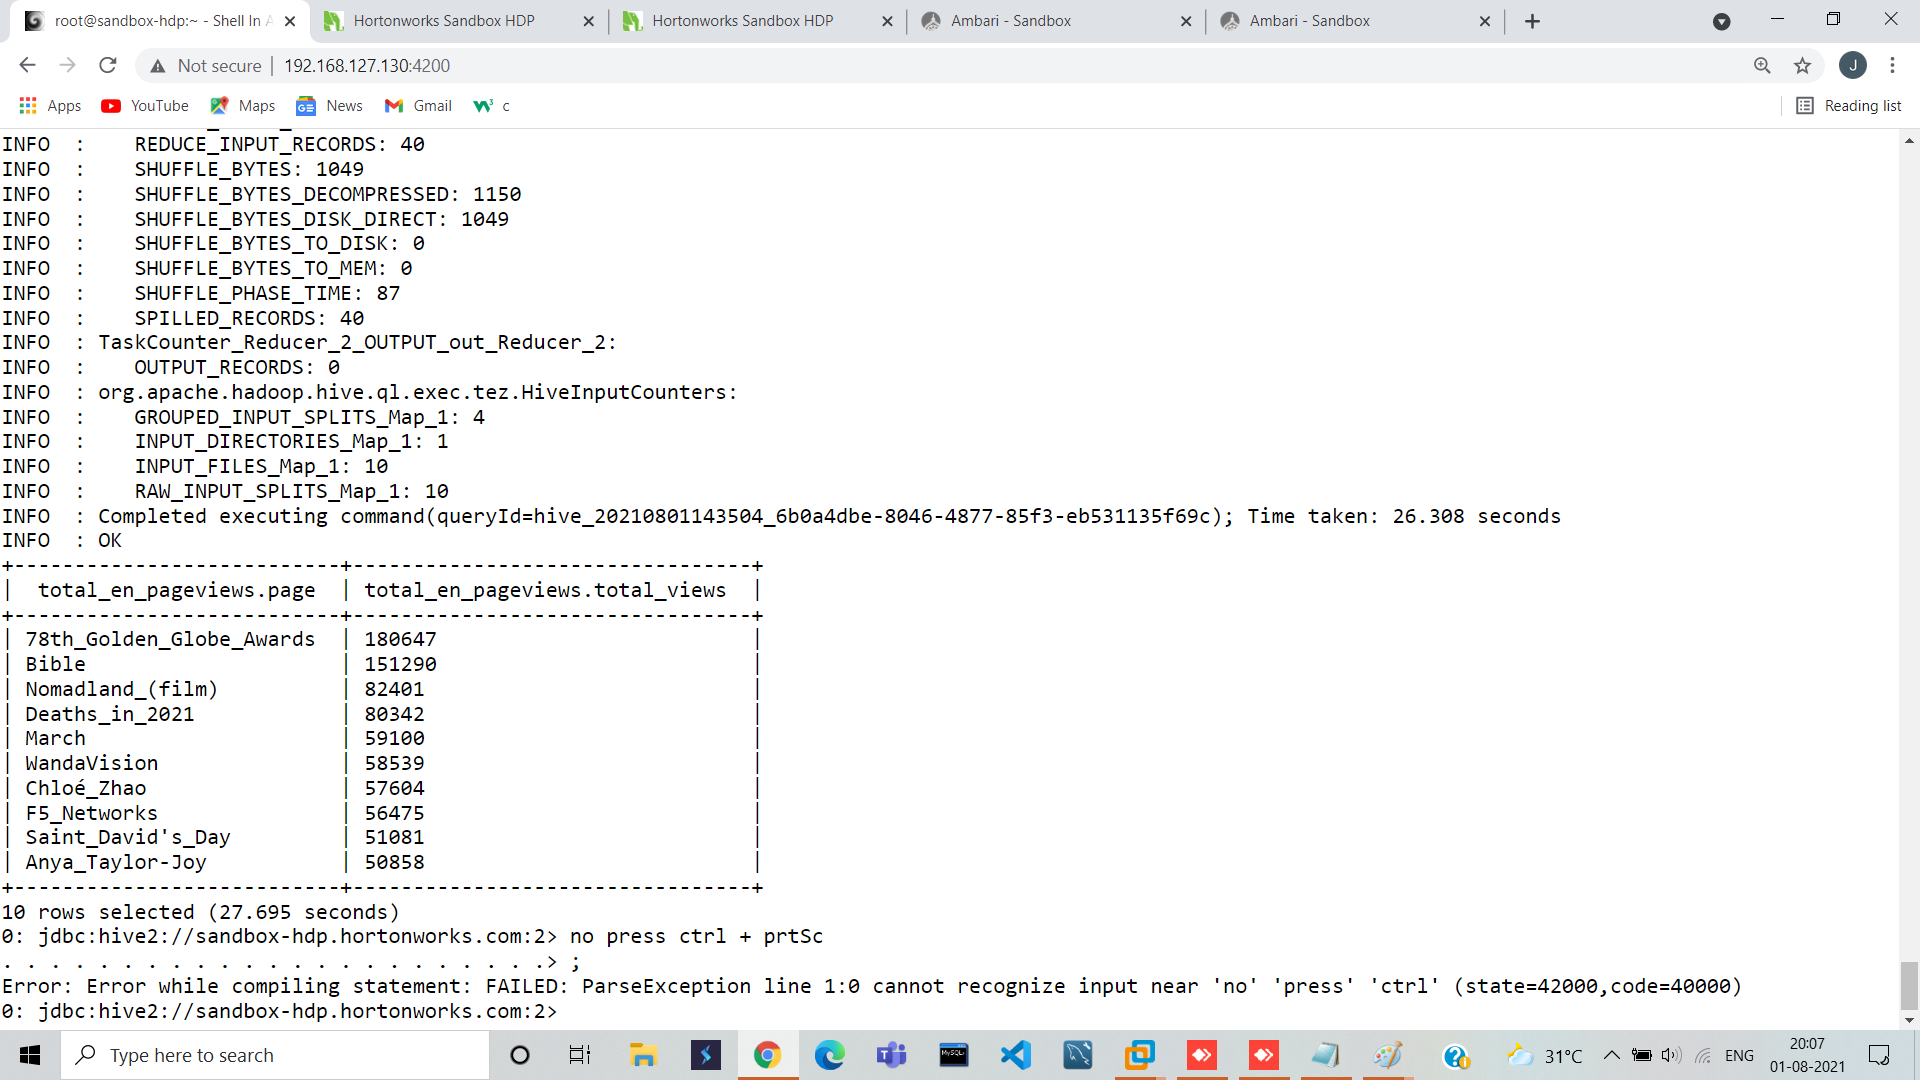 root@sandbox-hdp:~ - Shell In A
Hortonworks Sandbox HDP
Hortonworks Sandbox HDP
Ambari - Sandbox
Ambari - Sandbox
Not secure | 192.168.127.130:4200
J
Apps YouTube Maps News Gmail c Reading list
INFO  :    REDUCE_INPUT_RECORDS: 40
INFO  :    SHUFFLE_BYTES: 1049
INFO  :    SHUFFLE_BYTES_DECOMPRESSED: 1150
INFO  :    SHUFFLE_BYTES_DISK_DIRECT: 1049
INFO  :    SHUFFLE_BYTES_TO_DISK: 0
INFO  :    SHUFFLE_BYTES_TO_MEM: 0
INFO  :    SHUFFLE_PHASE_TIME: 87
INFO  :    SPILLED_RECORDS: 40
INFO  : TaskCounter_Reducer_2_OUTPUT_out_Reducer_2:
INFO  :    OUTPUT_RECORDS: 0
INFO  : org.apache.hadoop.hive.ql.exec.tez.HiveInputCounters:
INFO  :    GROUPED_INPUT_SPLITS_Map_1: 4
INFO  :    INPUT_DIRECTORIES_Map_1: 1
INFO  :    INPUT_FILES_Map_1: 10
INFO  :    RAW_INPUT_SPLITS_Map_1: 10
INFO  : Completed executing command(queryId=hive_20210801143504_6b0a4dbe-8046-4877-85f3-eb531135f69c); Time taken: 26.308 seconds
INFO  : OK
+---------------------------+---------------------------------+
|  total_en_pageviews.page  | total_en_pageviews.total_views  |
+---------------------------+---------------------------------+
| 78th_Golden_Globe_Awards  | 180647                          |
| Bible                     | 151290                          |
| Nomadland_(film)          | 82401                           |
| Deaths_in_2021            | 80342                           |
| March                     | 59100                           |
| WandaVision               | 58539                           |
| Chloé_Zhao                | 57604                           |
| F5_Networks               | 56475                           |
| Saint_David's_Day         | 51081                           |
| Anya_Taylor-Joy           | 50858                           |
+---------------------------+---------------------------------+
10 rows selected (27.695 seconds)
0: jdbc:hive2://sandbox-hdp.hortonworks.com:2> no press ctrl + prtSc
. . . . . . . . . . . . . . . . . . . . . . .> ;
Error: Error while compiling statement: FAILED: ParseException line 1:0 cannot recognize input near 'no' 'press' 'ctrl' (state=42000,code=40000)
0: jdbc:hive2://sandbox-hdp.hortonworks.com:2>
Type here to search
MySQL
31°C
ENG
20:07
01-08-2021